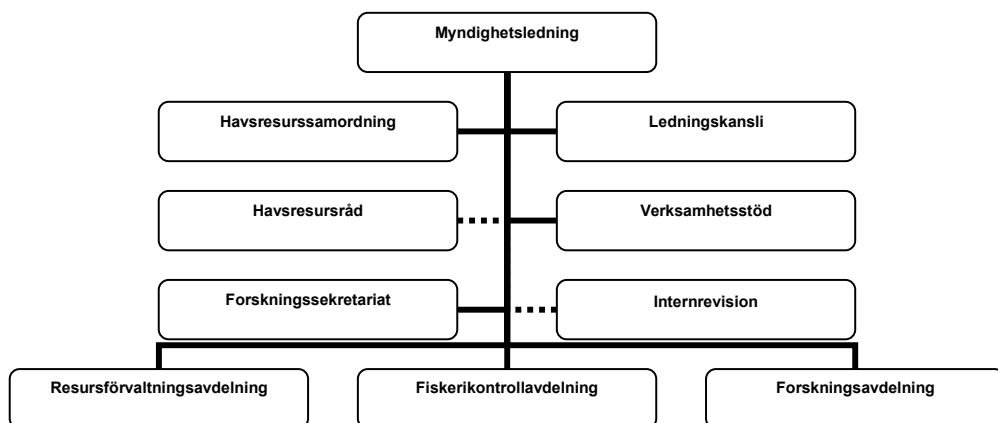 Myndighetsledning
Havsresurssamordning
Ledningskansli
Havsresursråd
Verksamhetsstöd
Forskningssekretariat
Internrevision
Resursförvaltningsavdelning
Fiskerikontrollavdelning
Forskningsavdelning